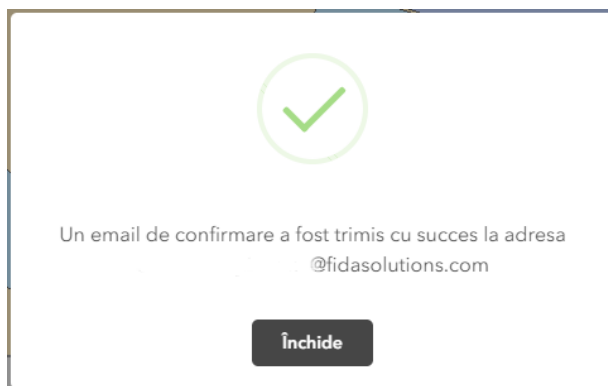 Un email de confirmare a fost trimis cu succes la adresa
@fidasolutions.com
Închide